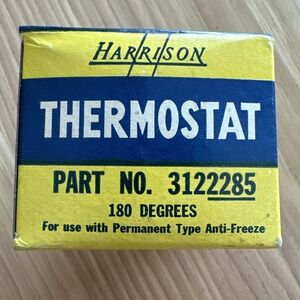 HARRISON
THERMOSTAT
PART NO. 3122285
180 DEGREES
For use with Permanent Type Anti-Freeze